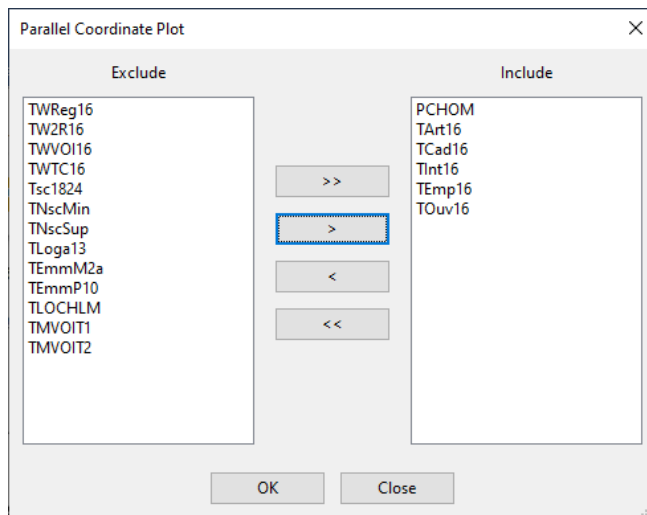 Parallel Coordinate Plot
Exclude
Include
TWReg16
TW2R16
TWVOI16
TWTC16
Tsc1824
TNscMin
TNscSup
TLoga13
TEmmM2a
TEmmP10
TLOCHLM
TMVOIT1
TMVOIT2
>>
>
<
<<
PCHOM
TArt16
TCad16
TInt16
TEmp16
TOuv16
OK
Close